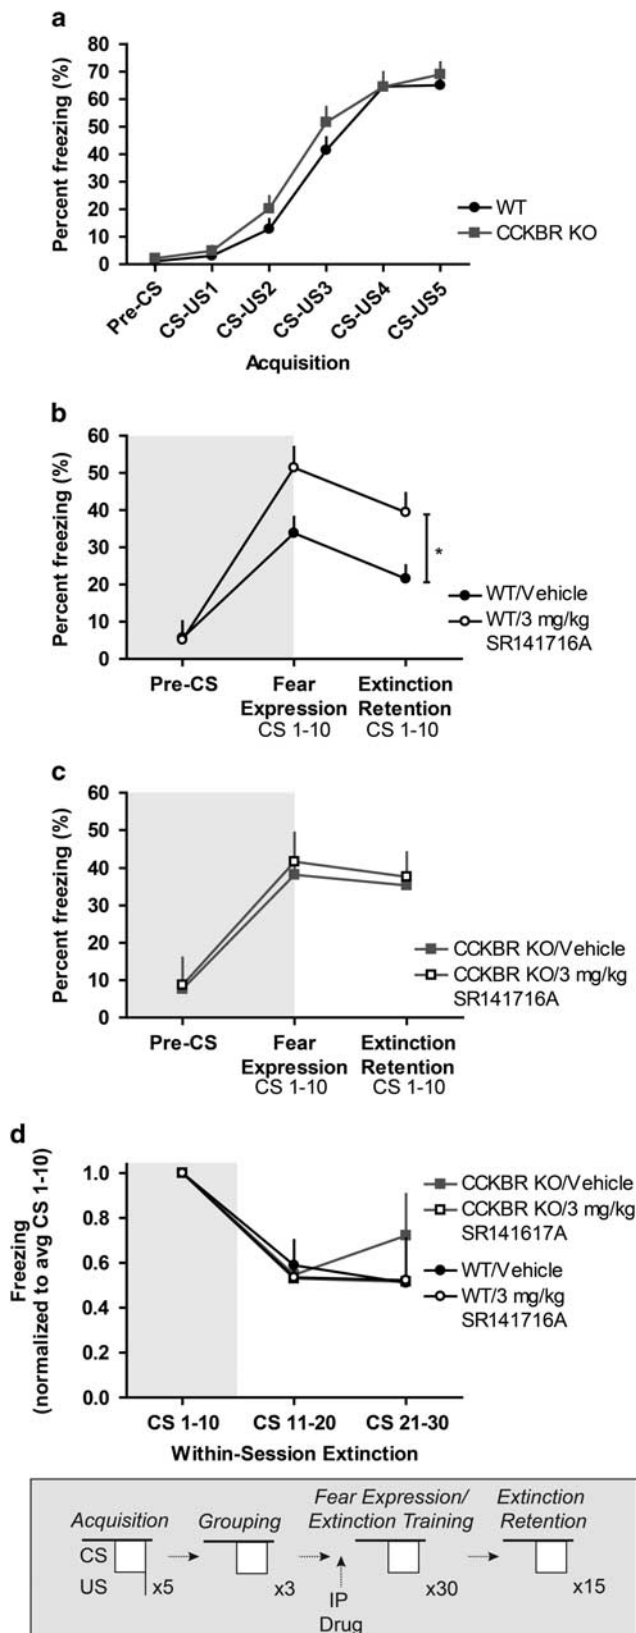 a
80
70
60
50
40
30
20
10
0
Percent freezing (%)
WT
CCKBR KO
Pre-CS
CS-US1
CS-US2
CS-US3
CS-US4
CS-US5
Acquisition
b
60
50
40
30
20
10
0
Percent freezing (%)
*
WT/Vehicle
WT/3 mg/kg
SR141716A
Pre-CS
Fear
Expression
CS 1-10
Extinction
Retention
CS 1-10
c
60
50
40
30
20
10
0
Percent freezing (%)
CCKBR KO/Vehicle
CCKBR KO/3 mg/kg
SR141716A
Pre-CS
Fear
Expression
CS 1-10
Extinction
Retention
CS 1-10
d
1.0
0.8
0.6
0.4
0.2
0.0
Freezing
(normalized to avg CS 1-10)
CCKBR KO/Vehicle
CCKBR KO/3 mg/kg
SR141617A
WT/Vehicle
WT/3 mg/kg
SR141716A
CS 1-10
CS 11-20
CS 21-30
Within-Session Extinction
Acquisition
CS
US
x5
Grouping
x3
IP
Drug
Fear Expression/
Extinction Training
x30
Extinction
Retention
x15